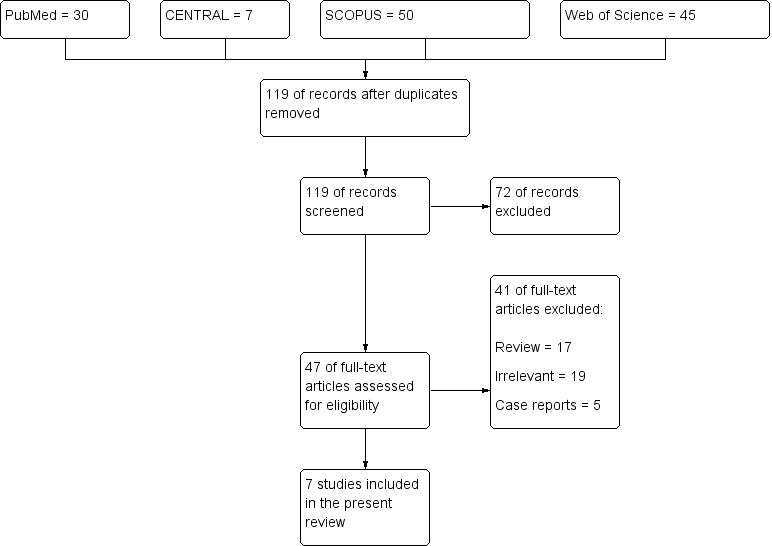 PubMed = 30
CENTRAL = 7
SCOPUS = 50
Web of Science = 45
119 of records after duplicates
removed
119 of records
screened
72 of records
excluded
41 of full-text
articles excluded:
Review = 17
Irrelevant = 19
Case reports = 5
47 of full-text
articles assessed
for eligibility
7 studies included
in the present
review